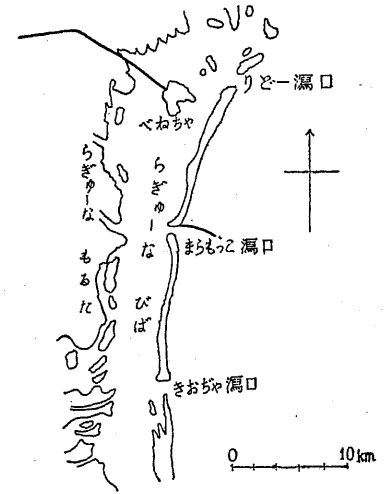 りどー潟口
べねちゃ
らぎゅーな
びば
らぎゅーな
もるた
まらもっこ潟口
きおぢゃ潟口
0 10km